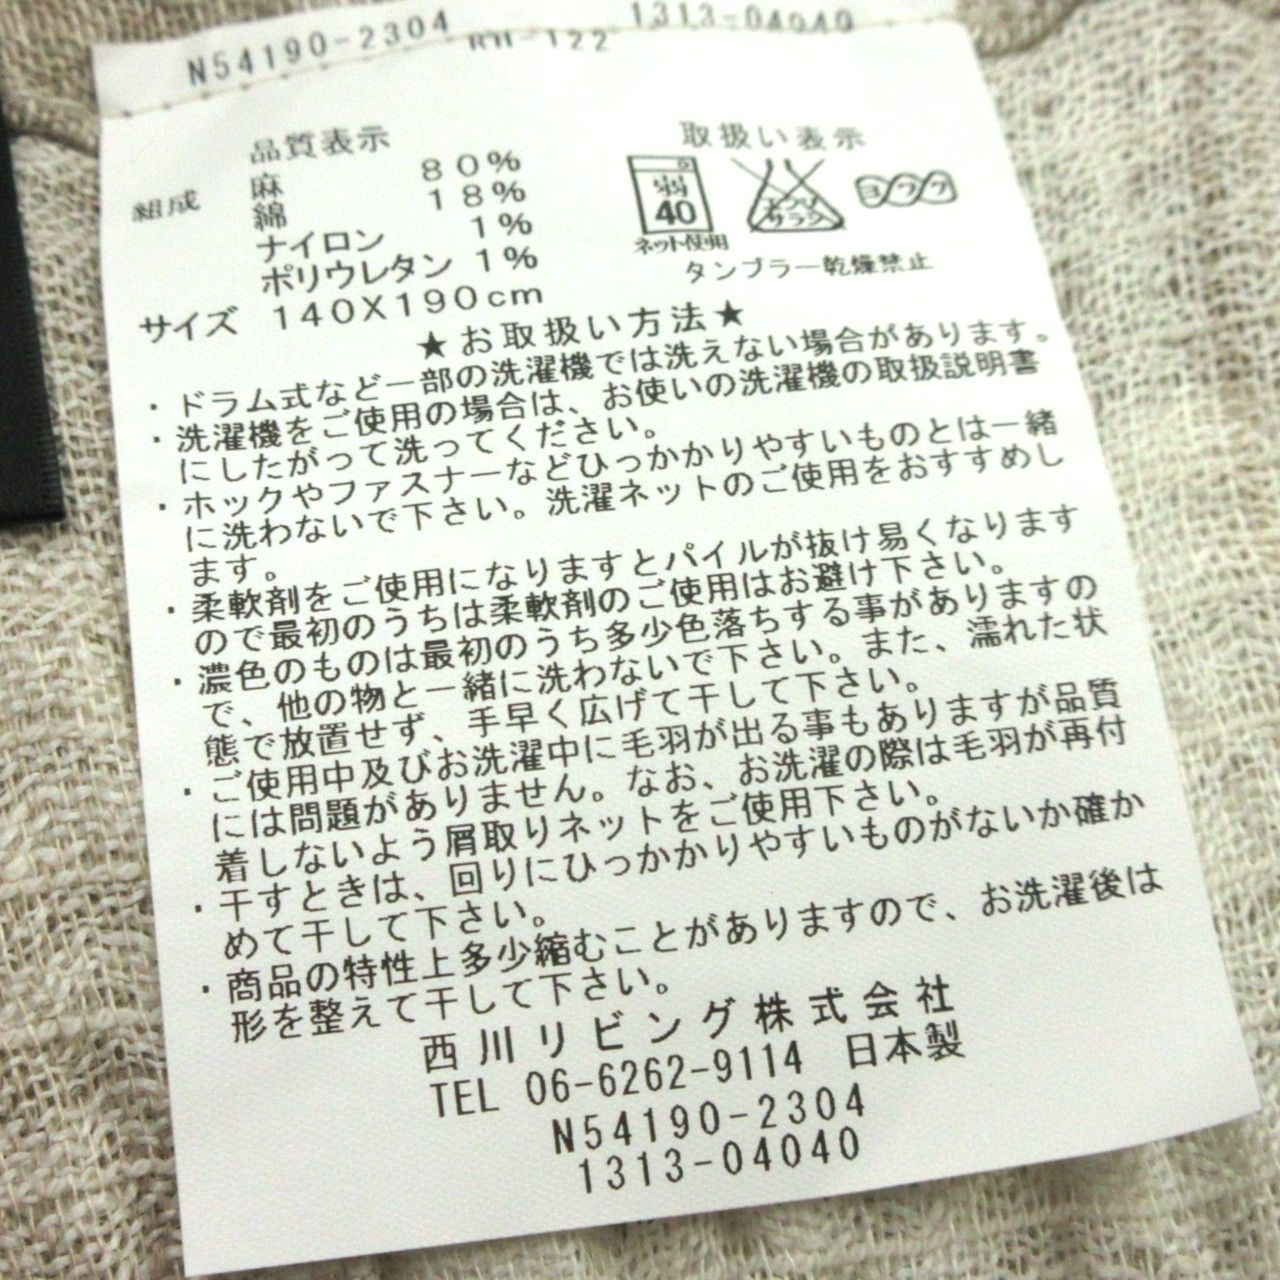 N54190-2304 RH-122 1313-04040
品質表示
組成 麻 80%
綿 18%
ナイロン 1%
ポリウレタン 1%
サイズ 140X190cm
取扱い表示
弱
40
ネット使用
エンソ
サラシ
ヨワク
タンブラー乾燥禁止
★お取扱い方法★
・ドラム式など一部の洗濯機では洗えない場合があります。
・洗濯機をご使用の場合は、お使いの洗濯機の取扱説明書
にしたがって洗ってください。
・ホックやファスナーなどひっかかりやすいものとは一緒
に洗わないで下さい。洗濯ネットのご使用をおすすめし
ます。
・柔軟剤をご使用になりますとパイルが抜け易くなります
ので最初のうちは柔軟剤のご使用はお避け下さい。
・濃色のものは最初のうち多少色落ちする事がありますの
で、他の物と一緒に洗わないで下さい。また、濡れた状
態で放置せず、手早く広げて干して下さい。
・ご使用中及びお洗濯中に毛羽が出る事もありますが品質
には問題がありません。なお、お洗濯の際は毛羽が再付
着しないよう屑取りネットをご使用下さい。
・干すときは、回りにひっかかりやすいものがないか確か
めて干して下さい。
・商品の特性上多少縮むことがありますので、お洗濯後は
形を整えて干して下さい。
西川リビング株式会社
TEL 06-6262-9114 日本製
N54190-2304
1313-04040